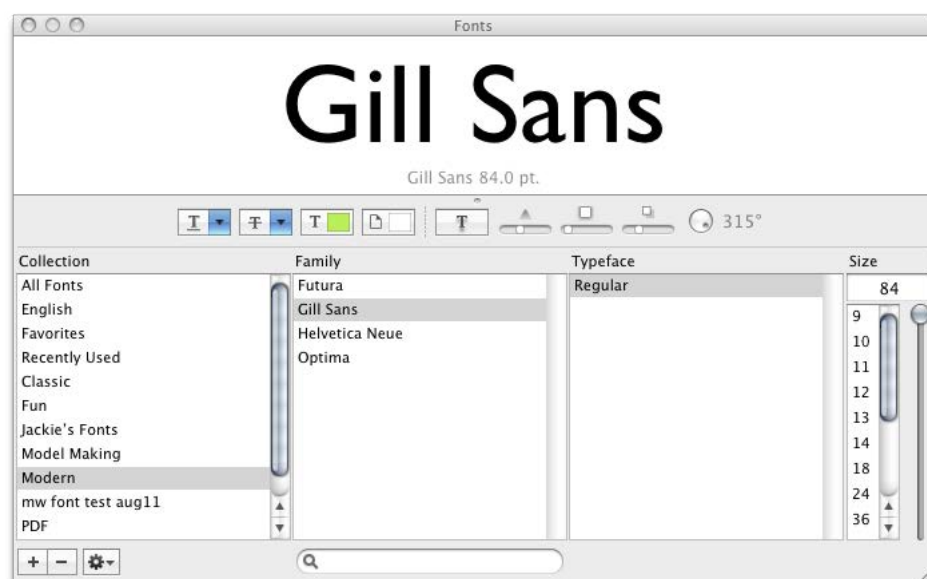 Fonts
Gill Sans
Gill Sans 84.0 pt.
T T T T 315°
Collection Family Typeface Size
All Fonts Futura Regular 84
English Gill Sans 9
Favorites Helvetica Neue 10
Recently Used Optima 11
Classic 12
Fun 13
Jackie's Fonts 14
Model Making 18
Modern 24
mw font test aug11 36
PDF